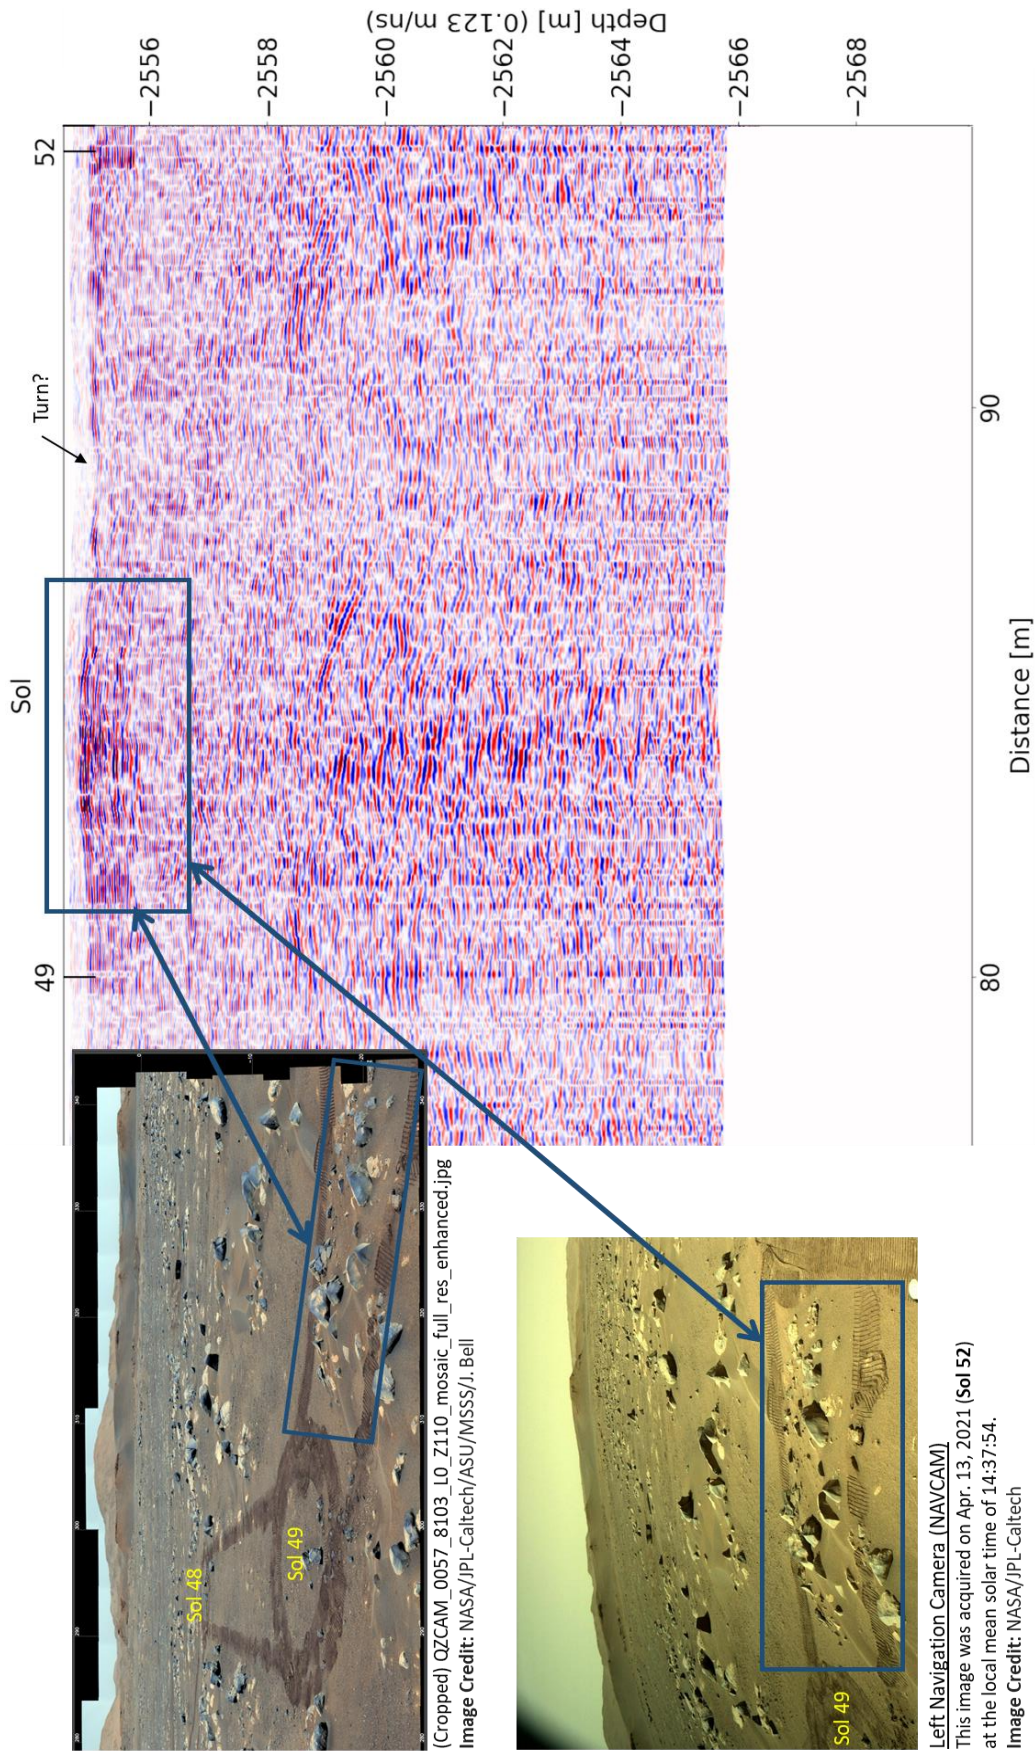 Sol
49
52
Turn?
Depth [m] (0.123 m/ns)
−2556
−2558
−2560
−2562
−2564
−2566
−2568
80
90
Distance [m]
Sol 48
Sol 49
(Cropped) QZCAM_0057_8103_L0_Z110_mosaic_full_res_enhanced.jpg
Image Credit: NASA/JPL-Caltech/ASU/MSSS/J. Bell
Sol 49
Left Navigation Camera (NAVCAM)
This image was acquired on Apr. 13, 2021 (Sol 52)
at the local mean solar time of 14:37:54.
Image Credit: NASA/JPL-Caltech